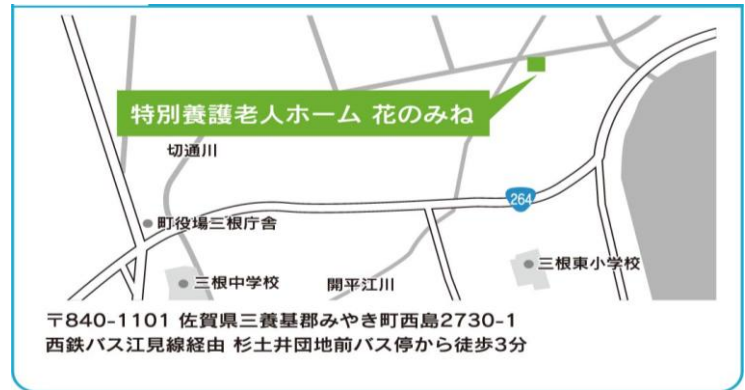 特別養護老人ホーム 花のみね
切通川
264
町役場三根庁舎
三根東小学校
三根中学校
開平江川
〒840-1101 佐賀県三養基郡みやき町西島2730-1
西鉄バス江見線経由 杉土井団地前バス停から徒歩3分